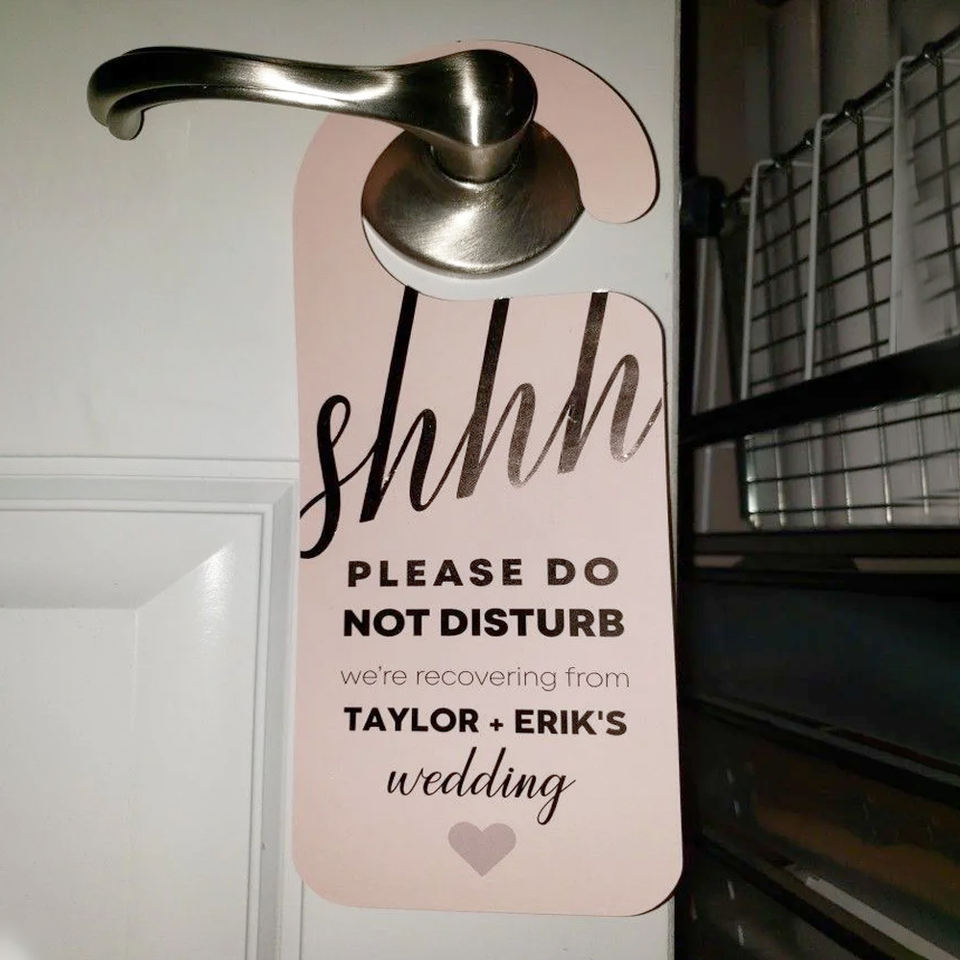 shhh
PLEASE DO
NOT DISTURB
we're recovering from
TAYLOR + ERIK'S
wedding